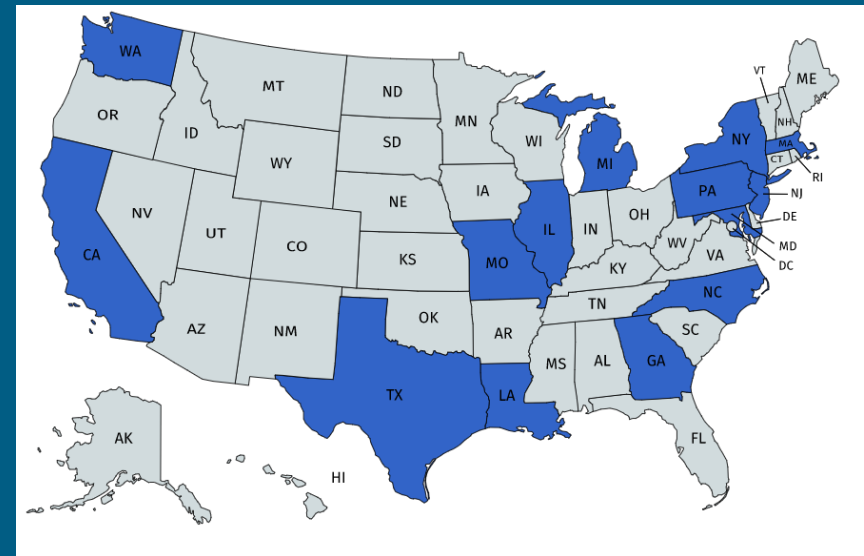 WA
MT
ND
MN
VT
ME
OR
ID
SD
WI
MI
NY
NH
MA
CT
RI
WY
NE
IA
PA
NJ
NV
UT
CO
KS
MO
IL
IN
OH
WV
VA
DE
MD
DC
CA
KY
NC
AZ
NM
OK
AR
TN
SC
TX
LA
MS
AL
GA
FL
AK
HI